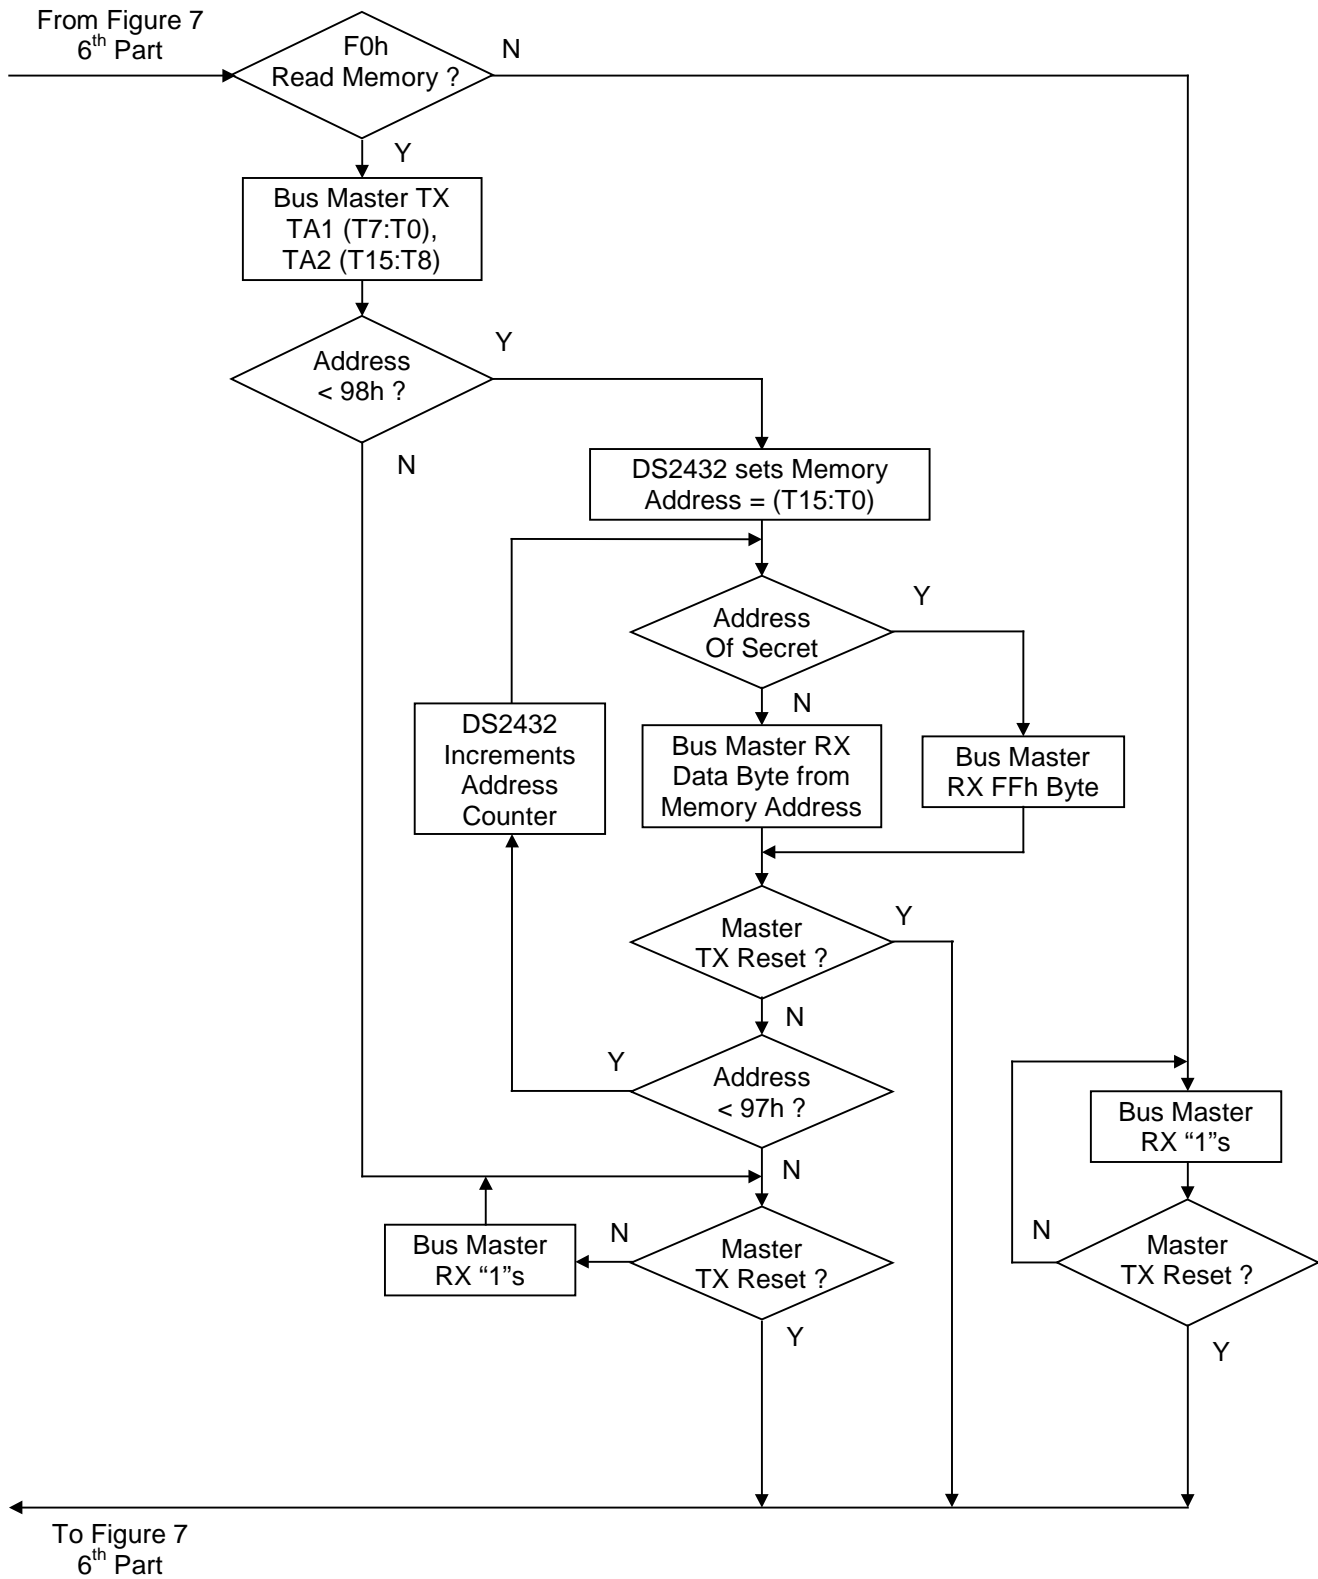 From Figure 7
6th Part
F0h
Read Memory ?
N
Y
Bus Master TX
TA1 (T7:T0),
TA2 (T15:T8)
Address
< 98h ?
Y
N
DS2432 sets Memory
Address = (T15:T0)
Address
Of Secret
Y
N
DS2432
Increments
Address
Counter
Bus Master RX
Data Byte from
Memory Address
Bus Master
RX FFh Byte
Master
TX Reset ?
Y
N
Address
< 97h ?
Y
N
Bus Master
RX “1”s
Master
TX Reset ?
N
Y
Bus Master
RX “1”s
Master
TX Reset ?
N
Y
To Figure 7
6th Part